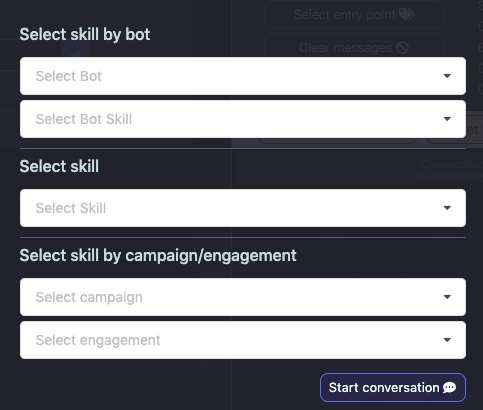 Select entry point
Clear messages
Select skill by bot
Select Bot
Select Bot Skill
Select skill
Select Skill
Select skill by campaign/engagement
Select campaign
Select engagement
Start conversation